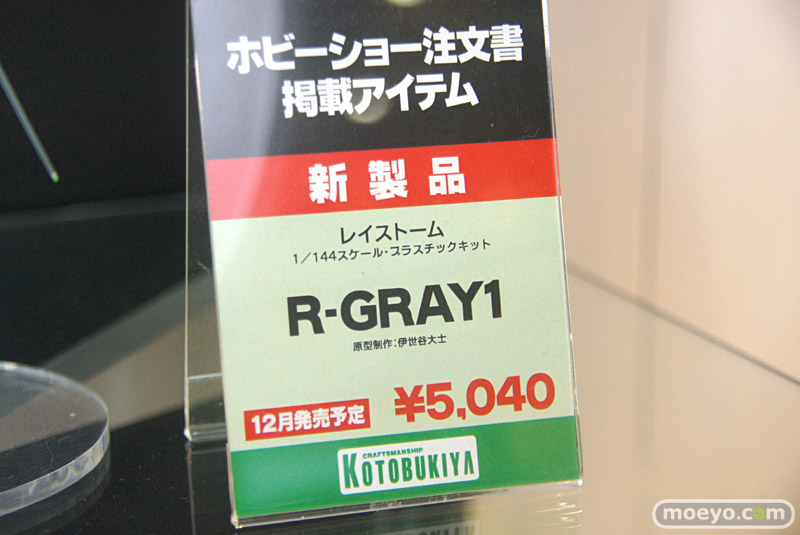 ホビーショー注文書
掲載アイテム
新製品
レイストーム
1/144スケール・プラスチックキット
R-GRAY1
原型制作:伊世谷大士
12月発売予定 ¥5,040
CRAFTSMANSHIP
KOTOBUKIYA
moeyo.com